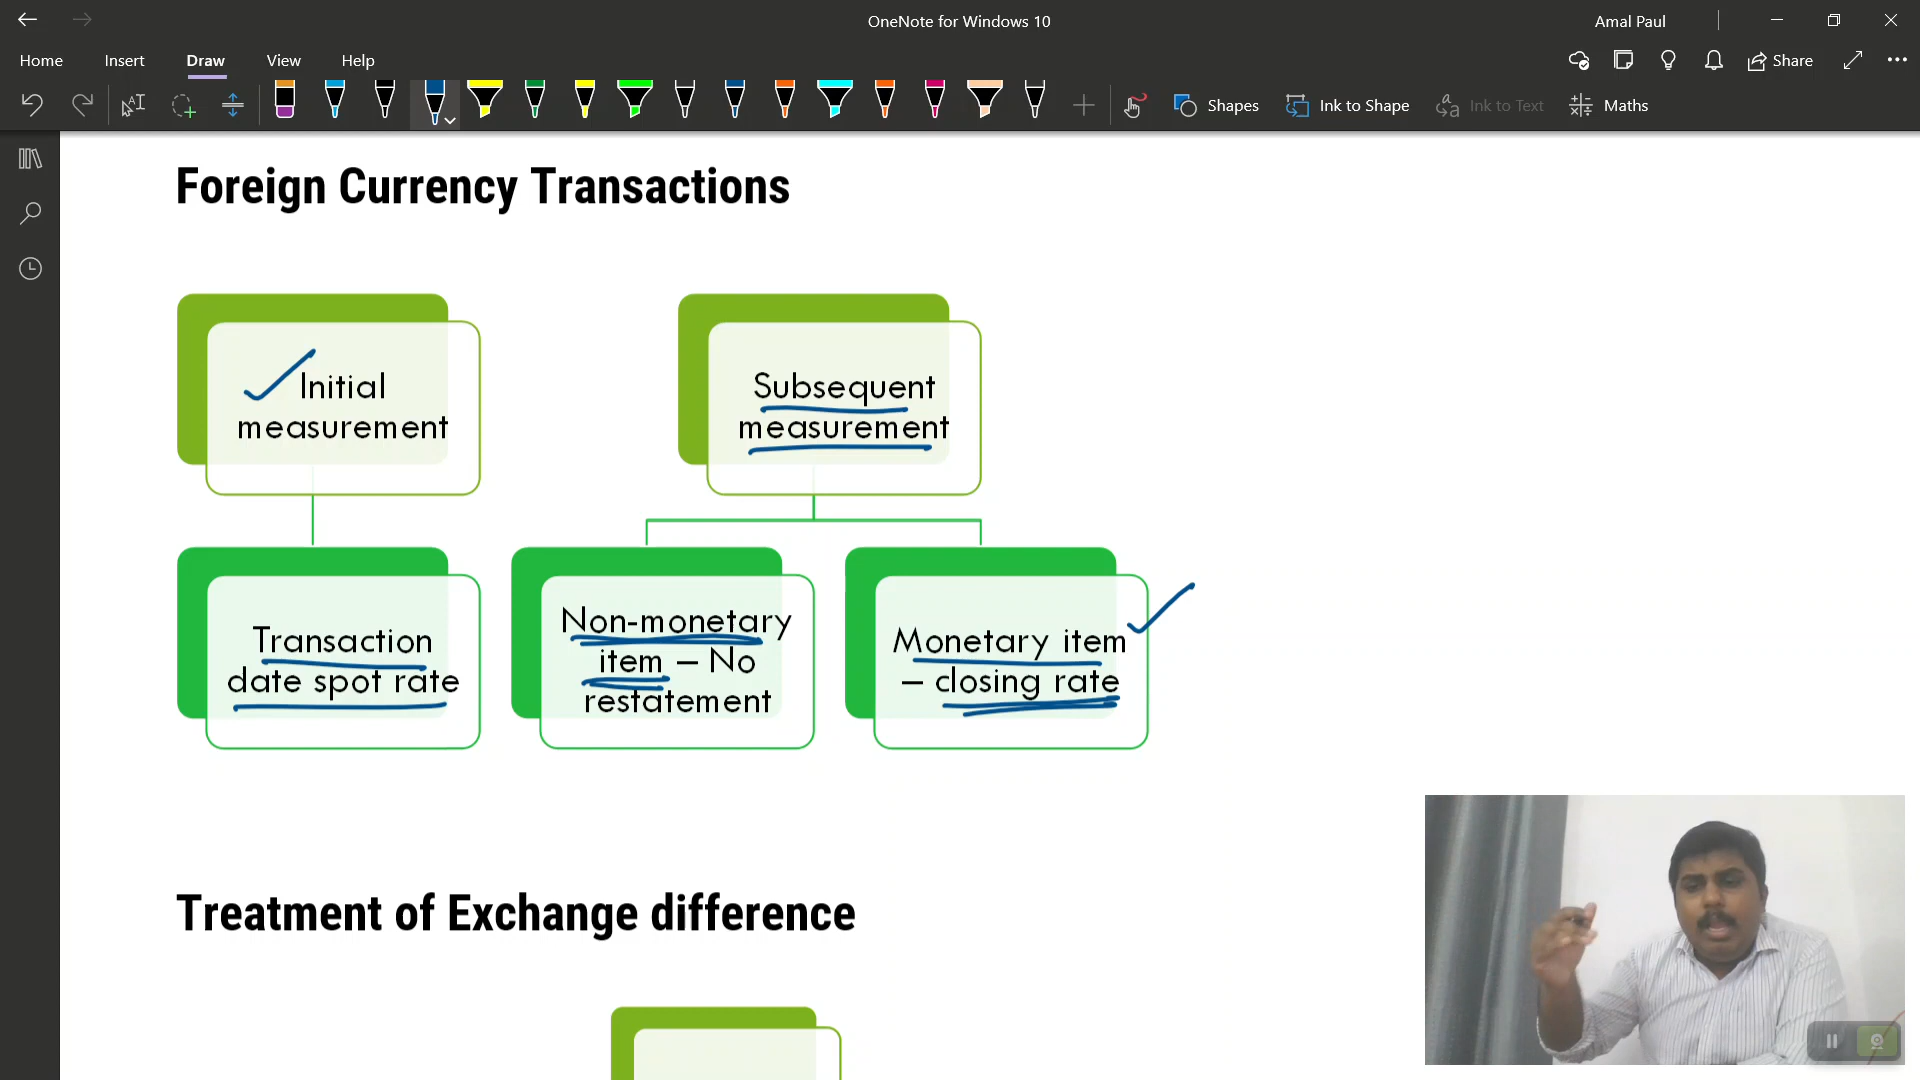 OneNote for Windows 10
Amal Paul
Home
Insert
Draw
View
Help
Share
Shapes
Ink to Shape
Ink to Text
Maths
Foreign Currency Transactions
Initial
measurement
Subsequent
measurement
Transaction
date spot rate
Non-monetary
item – No
restatement
Monetary item
– closing rate
Treatment of Exchange difference